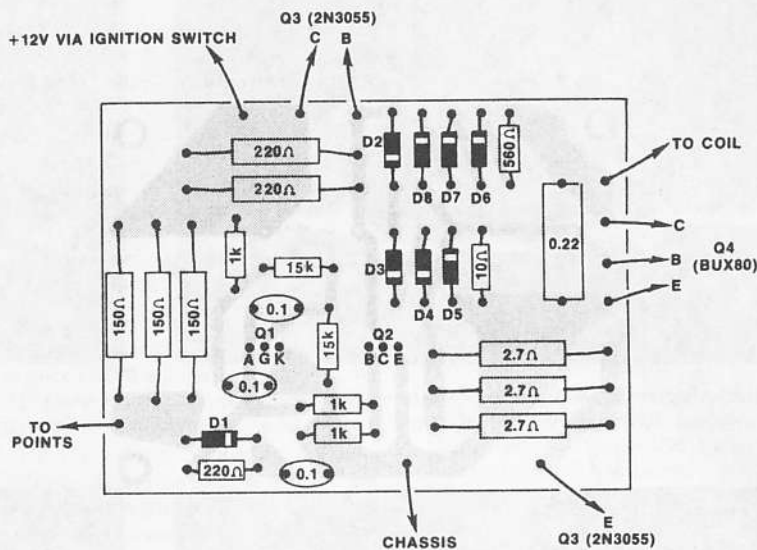 Q3 (2N3055)
+12V VIA IGNITION SWITCH
C B
D2
220Ω
220Ω
D8
D7
D6
560Ω
TO COIL
1k
15k
D3
D4
D5
10Ω
0.22
C
B
E
Q4
(BUX80)
150Ω
150Ω
150Ω
0.1
15k
Q1
A G K
Q2
B C E
0.1
2.7Ω
2.7Ω
2.7Ω
1k
1k
TO
POINTS
D1
220Ω
0.1
CHASSIS
E
Q3 (2N3055)